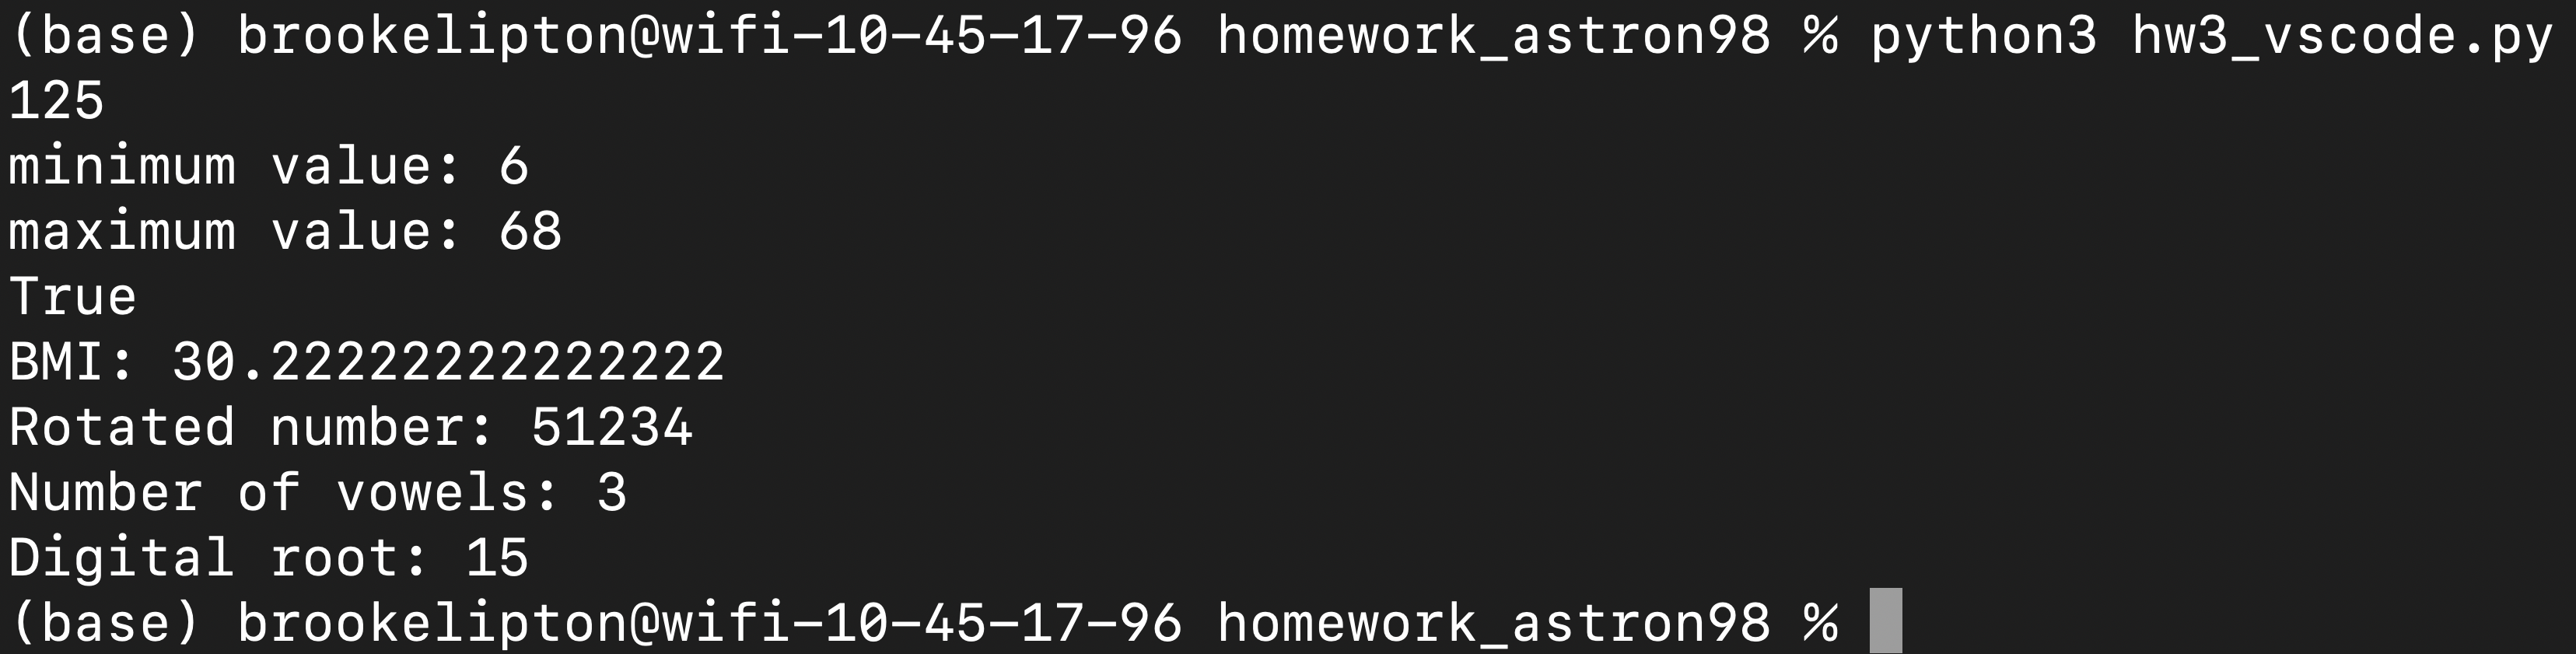 (base) brookelipton@wifi-10-45-17-96 homework_astron98 % python3 hw3_vscode.py
125
minimum value: 6
maximum value: 68
True
BMI: 30.22222222222222
Rotated number: 51234
Number of vowels: 3
Digital root: 15
(base) brookelipton@wifi-10-45-17-96 homework_astron98 %